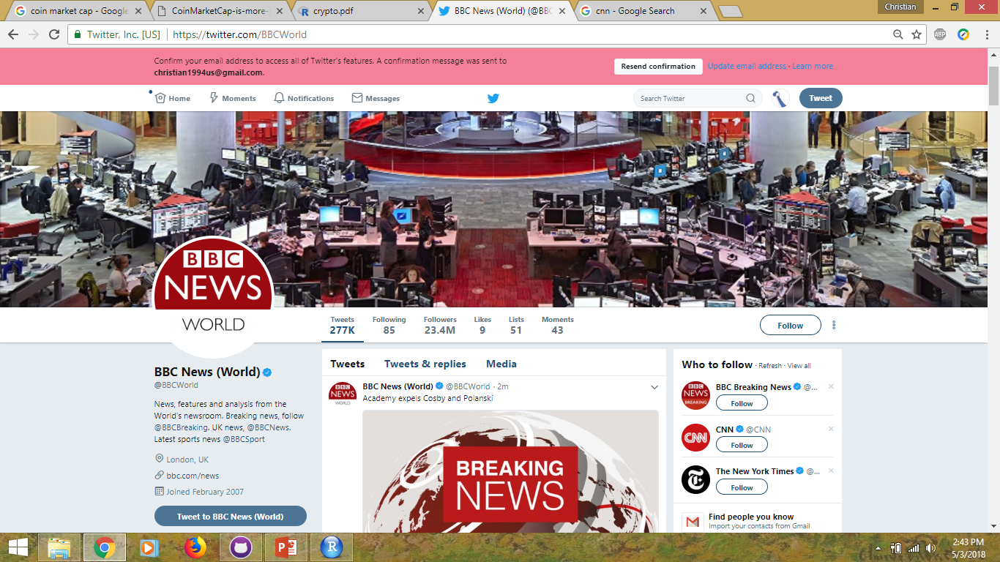 coin market cap - Google
CoinMarketCap-is-more-
crypto.pdf
BBC News (World) (@BBC
cnn - Google Search
Christian
Twitter, Inc. [US]
https://twitter.com/BBCWorld
ABP
Confirm your email address to access all of Twitter's features. A confirmation message was sent to
christian1994us@gmail.com.
Resend confirmation
Update email address · Learn more
Home
Moments
Notifications
Messages
Search Twitter
Tweet
BBC
NEWS
WORLD
Tweets
277K
Following
85
Followers
23.4M
Likes
9
Lists
51
Moments
43
Follow
BBC News (World)
@BBCWorld
News, features and analysis from the
World's newsroom. Breaking news, follow
@BBCBreaking. UK news, @BBCNews.
Latest sports news @BBCSport
London, UK
bbc.com/news
Joined February 2007
Tweet to BBC News (World)
Tweets
Tweets & replies
Media
BBC
NEWS
WORLD
BBC News (World) @BBCWorld · 2m
Academy expels Cosby and Polanski
BREAKING
NEWS
Who to follow · Refresh · View all
BBC
NEWS
BREAKING
BBC Breaking News @...
Follow
CNN
CNN @CNN
Follow
The New York Times @...
Follow
Find people you know
Import your contacts from Gmail
2:43 PM
5/3/2018